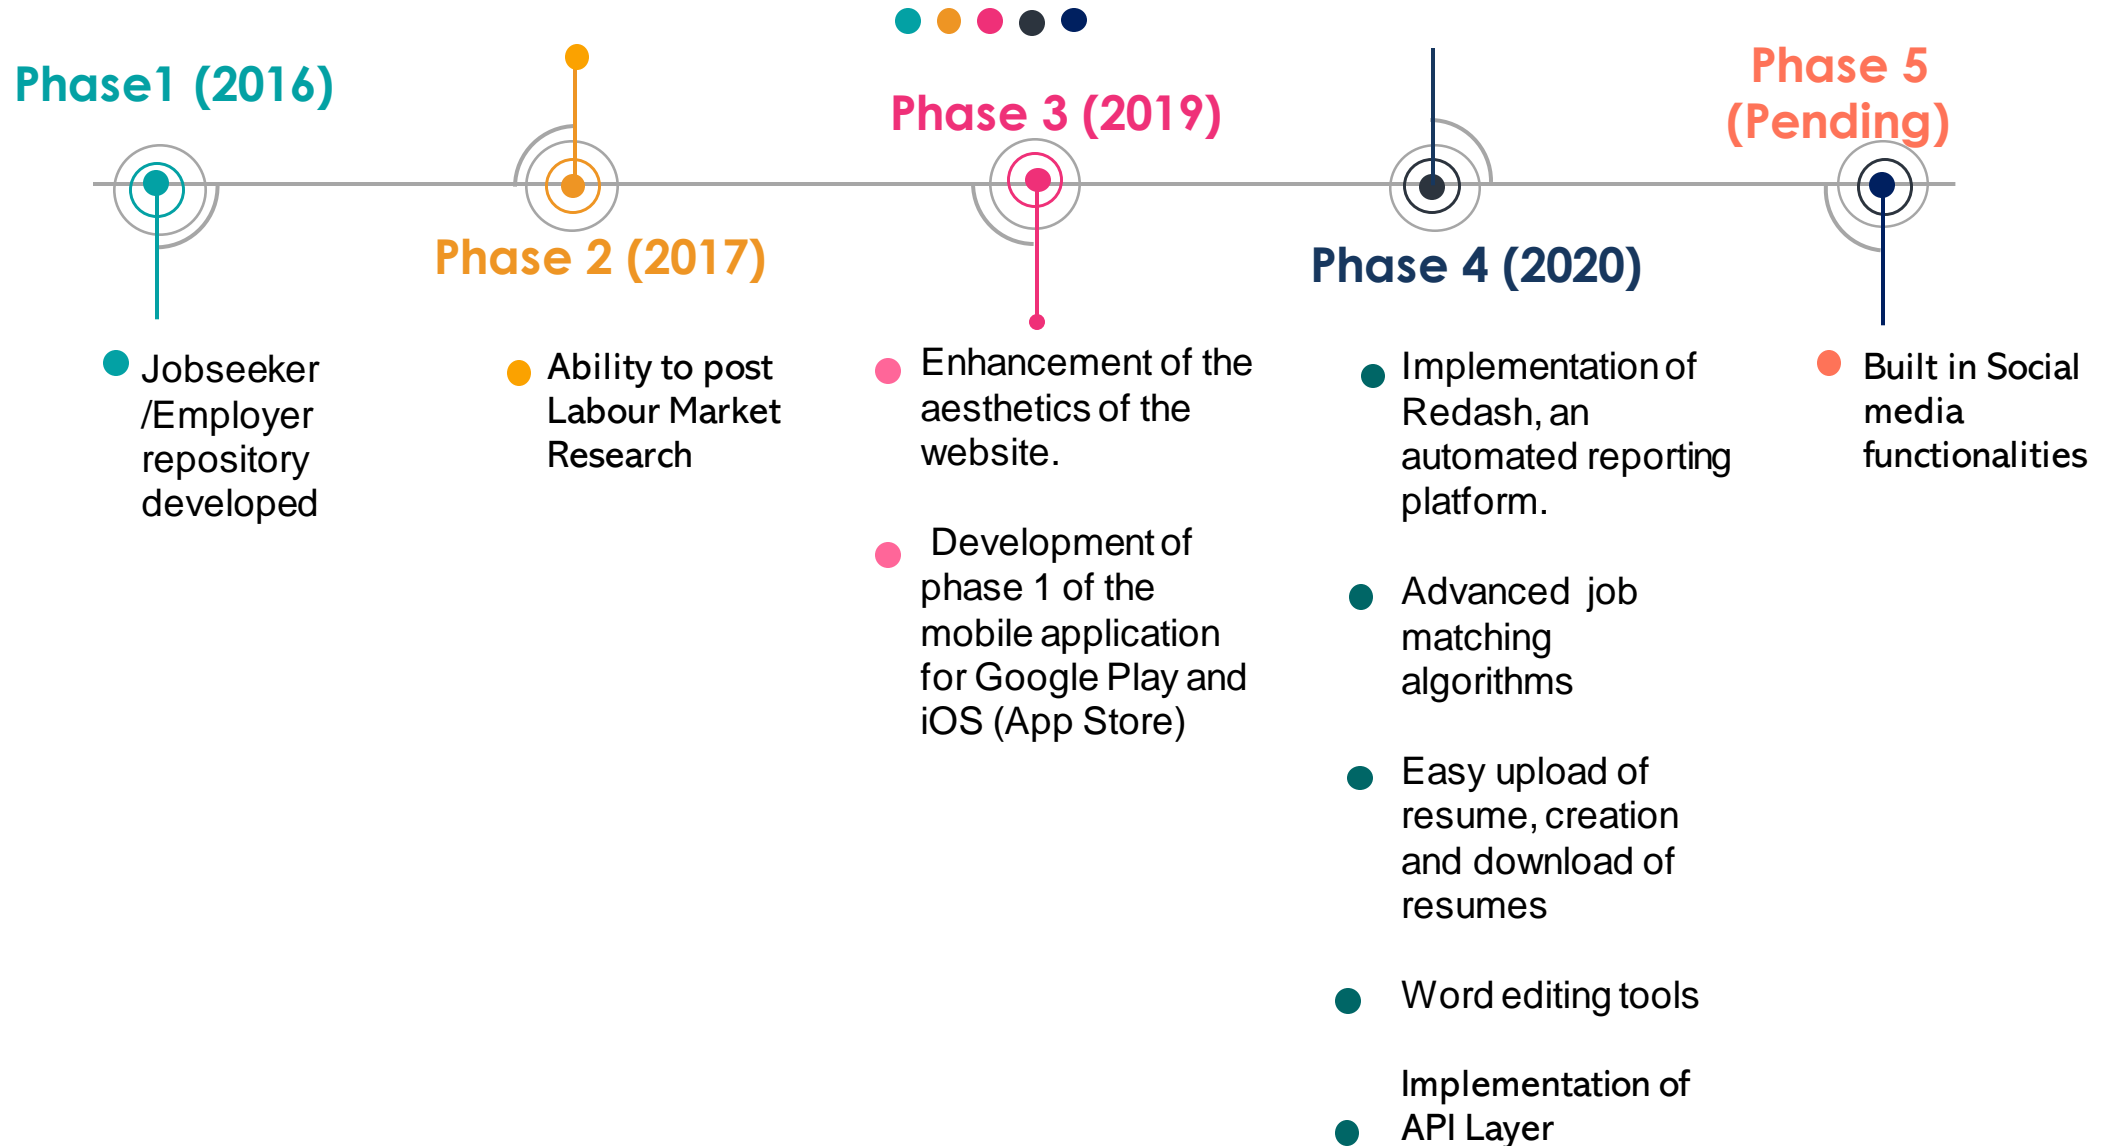 Phase1 (2016)
Jobseeker
/Employer
repository
developed
Phase 2 (2017)
Ability to post
Labour Market
Research
Phase 3 (2019)
Enhancement of the
aesthetics of the
website.
Development of
phase 1 of the
mobile application
for Google Play and
iOS (App Store)
Phase 4 (2020)
Implementation of
Redash, an
automated reporting
platform.
Advanced job
matching
algorithms
Easy upload of
resume, creation
and download of
resumes
Word editing tools
Implementation of
API Layer
Phase 5
(Pending)
Built in Social
media
functionalities